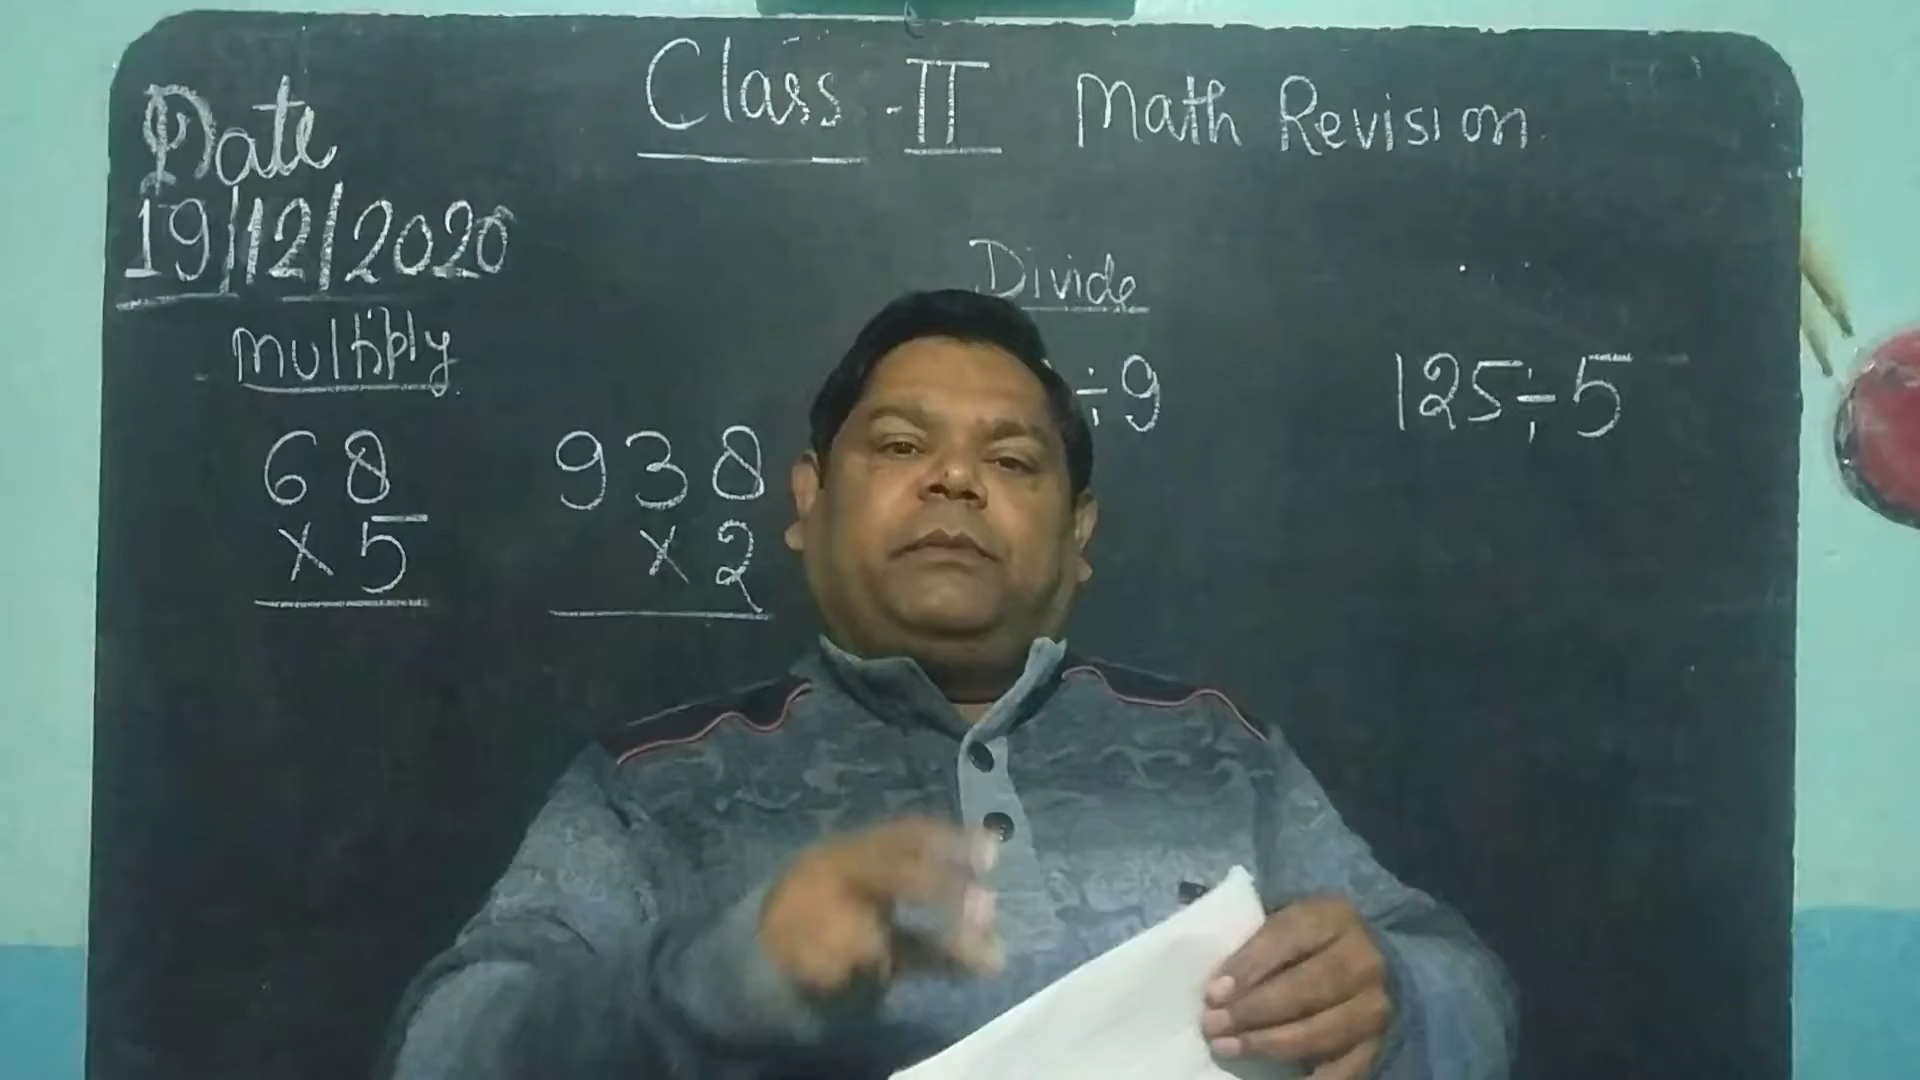 Class - II Math Revision
Date
19/12/2020
Divide
Multiply
÷9
125÷5
68
×5
938
×2